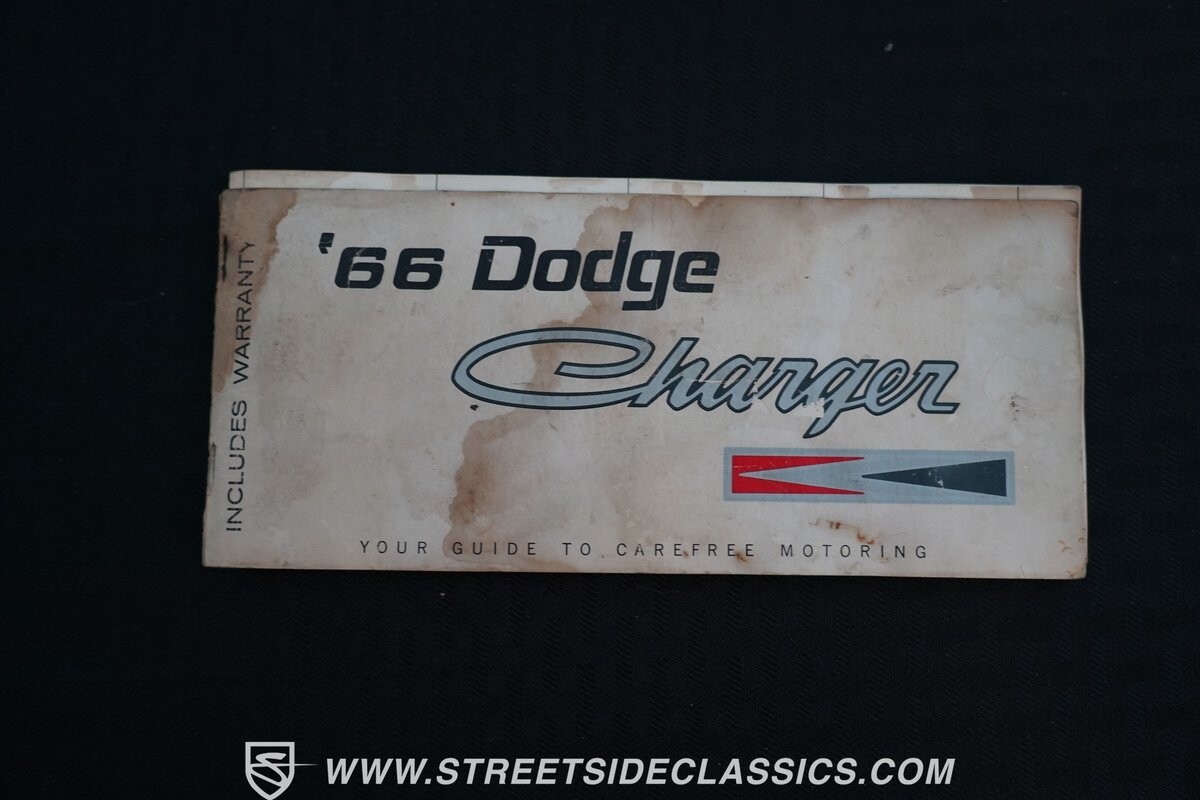 '66 Dodge
Charger
INCLUDES WARRANTY
YOUR GUIDE TO CAREFREE MOTORING
WWW.STREETSIDECLASSICS.COM